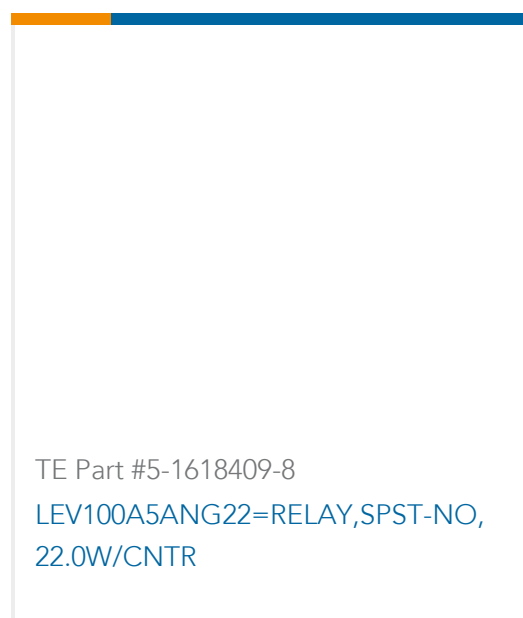 TE Part #5-1618409-8
LEV100A5ANG22=RELAY,SPST-NO,
22.0W/CNTR